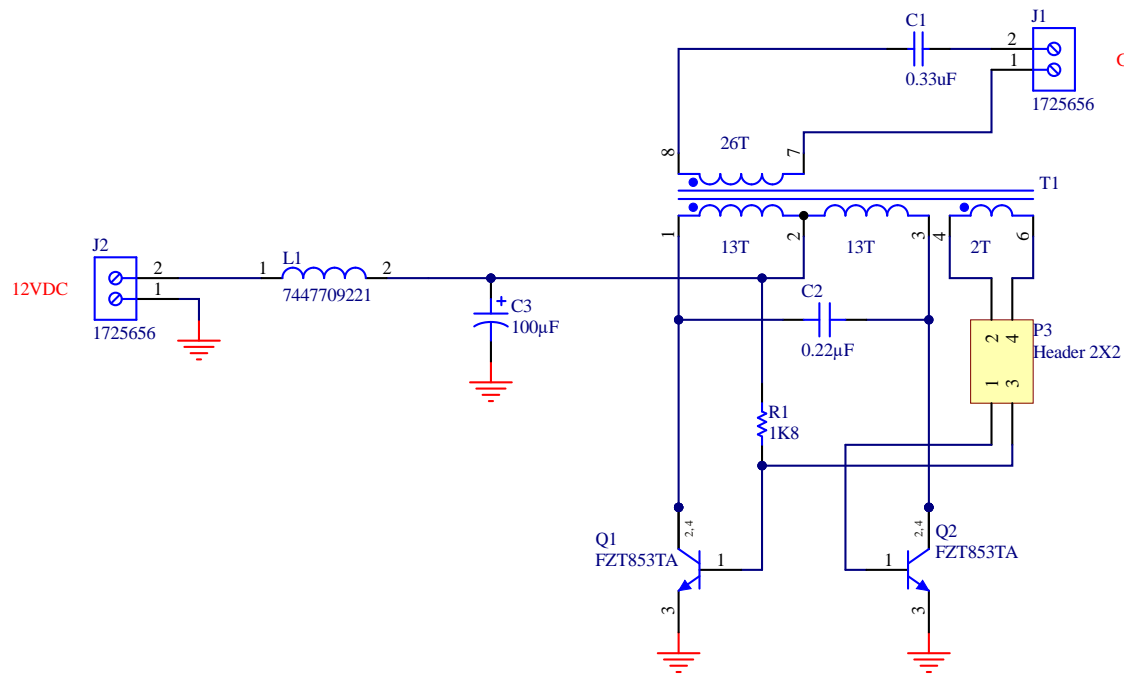 C1
J1
2
1
0.33uF
1725656
26T
8
7
T1
1
2
3
4
6
13T
13T
2T
J2
12VDC
2
1
1725656
L1
1
2
7447709221
+
C3
100µF
C2
0.22µF
P3
Header 2X2
2
4
1
3
R1
1K8
Q1
FZT853TA
2,4
1
3
Q2
FZT853TA
2,4
1
3